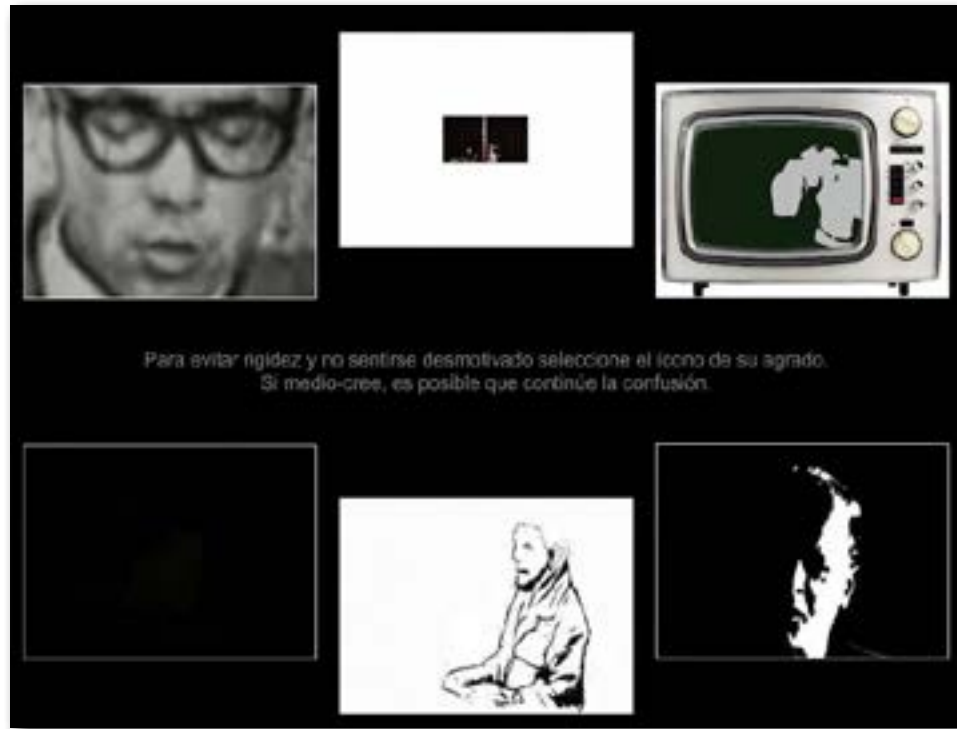 Para evitar rigidez y no sentirse desmotivado seleccione el ícono de su agrado.
Si medio-cree, es posible que continúe la confusión.